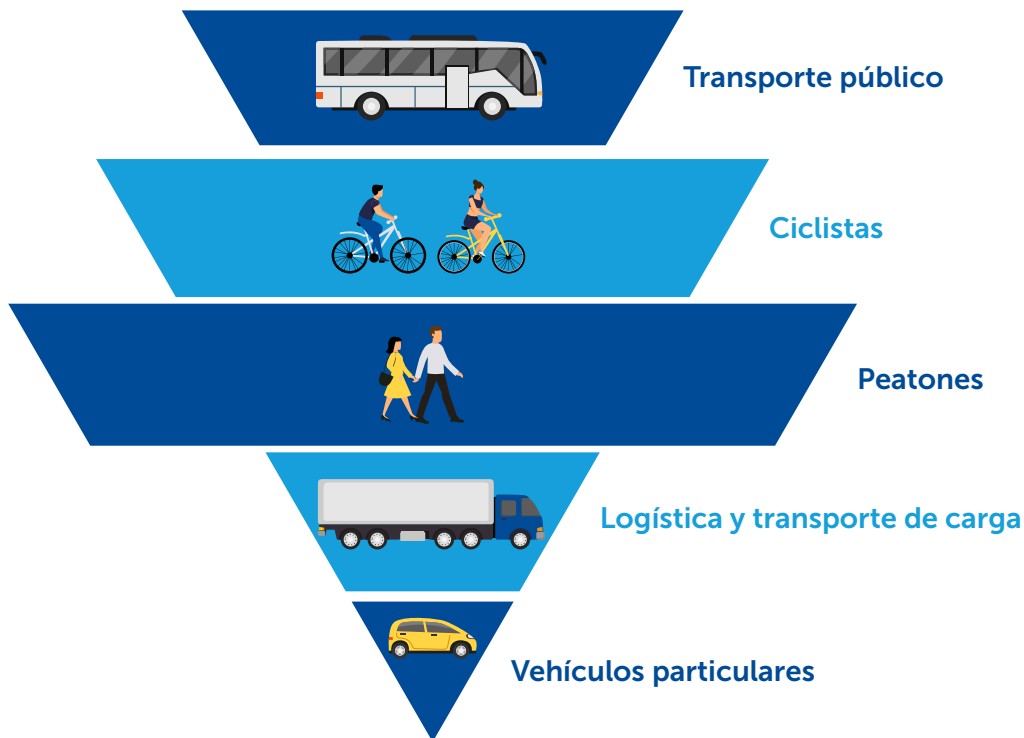 Transporte público
Ciclistas
Peatones
Logística y transporte de carga
Vehículos particulares